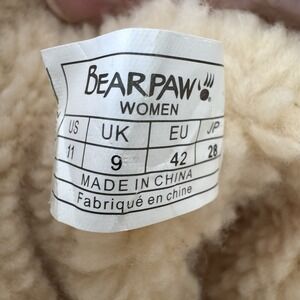 BEARPAW
WOMEN
US UK EU JP
11 9 42 28
MADE IN CHINA
Fabriqué en chine